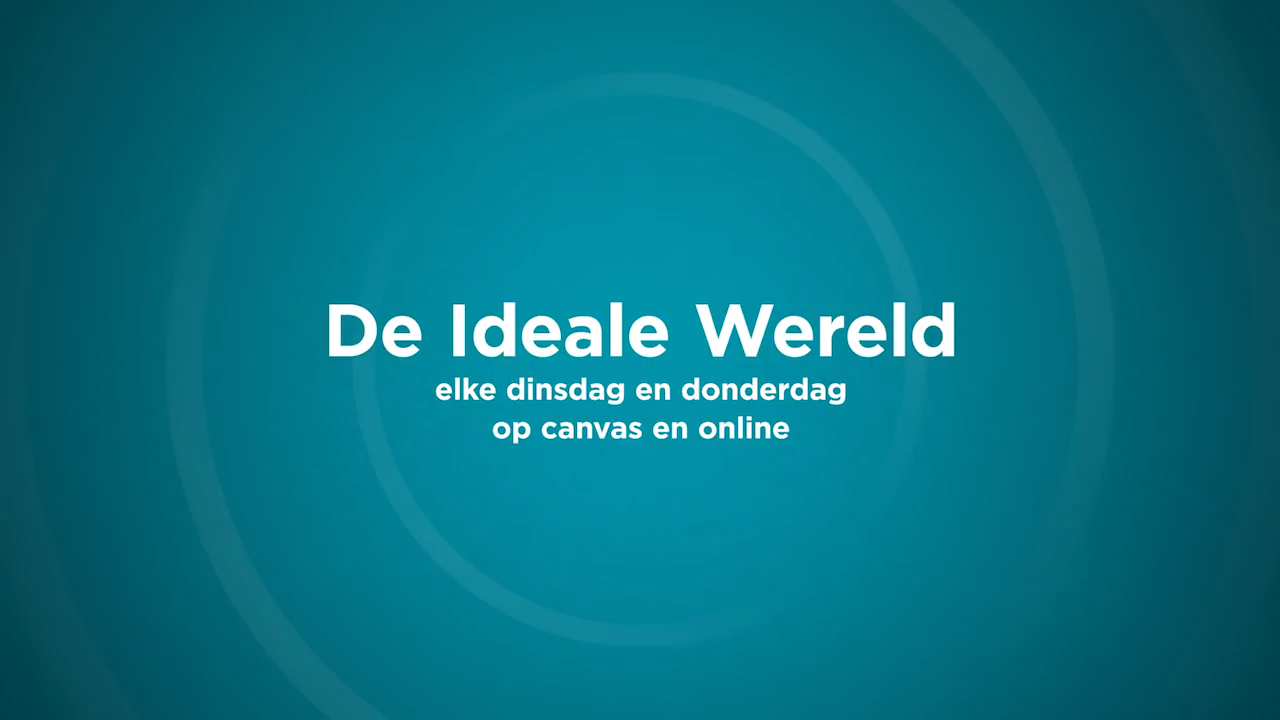 De Ideale Wereld
elke dinsdag en donderdag
op canvas en online